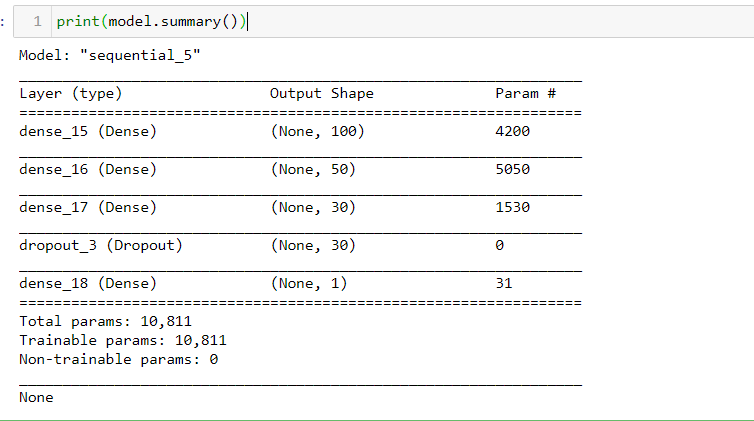 : 1 print(model.summary())
Model: "sequential_5"
_________________________________________________________________
Layer (type)                 Output Shape              Param #
=================================================================
dense_15 (Dense)             (None, 100)               4200
_________________________________________________________________
dense_16 (Dense)             (None, 50)                5050
_________________________________________________________________
dense_17 (Dense)             (None, 30)                1530
_________________________________________________________________
dropout_3 (Dropout)          (None, 30)                0
_________________________________________________________________
dense_18 (Dense)             (None, 1)                 31
=================================================================
Total params: 10,811
Trainable params: 10,811
Non-trainable params: 0
_________________________________________________________________
None